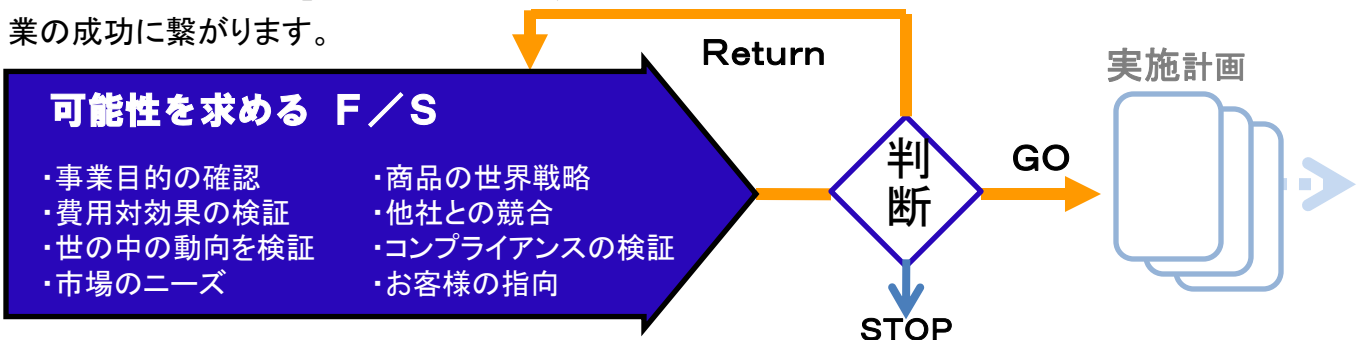 業の成功に繋がります。
Return
実施計画
可能性を求める F／S
GO
判
断
・事業目的の確認
・費用対効果の検証
・世の中の動向を検証
・市場のニーズ
・商品の世界戦略
・他社との競合
・コンプライアンスの検証
・お客様の指向
STOP